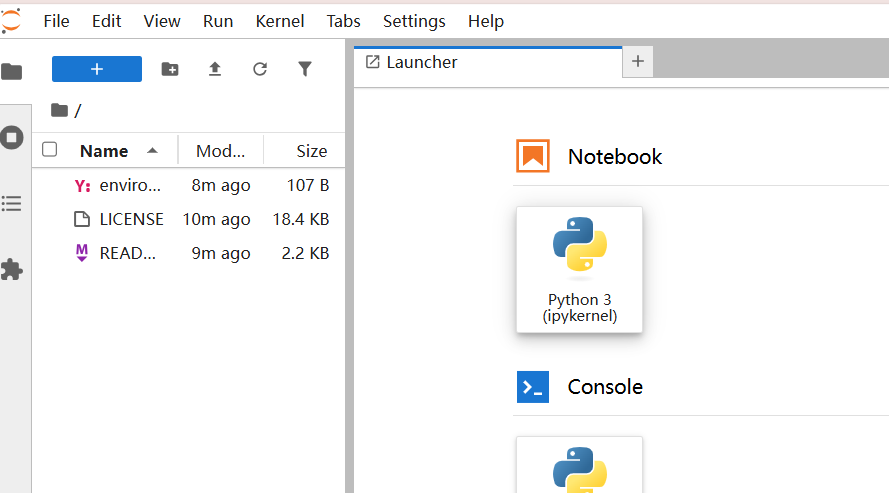 File Edit View Run Kernel Tabs Settings Help
Launcher
/
Name Mod... Size
enviro... 8m ago 107 B
LICENSE 10m ago 18.4 KB
READ... 9m ago 2.2 KB
Notebook
Python 3
(ipykernel)
Console